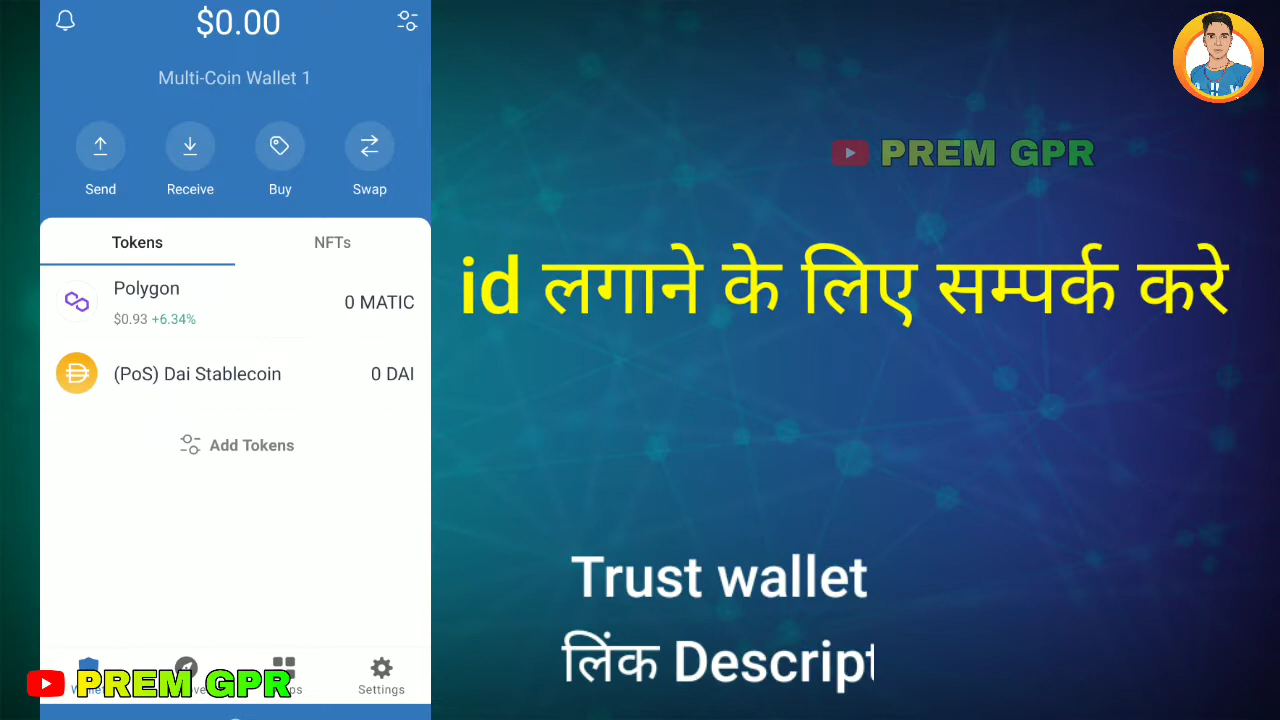 $0.00
Multi-Coin Wallet 1
Send Receive Buy Swap
Tokens NFTs
Polygon
$0.93 +6.34%
0 MATIC
(PoS) Dai Stablecoin 0 DAI
Add Tokens
Settings
PREM GPR
PREM GPR
id लगाने के लिए सम्पर्क करे
Trust wallet
लिंक Descript